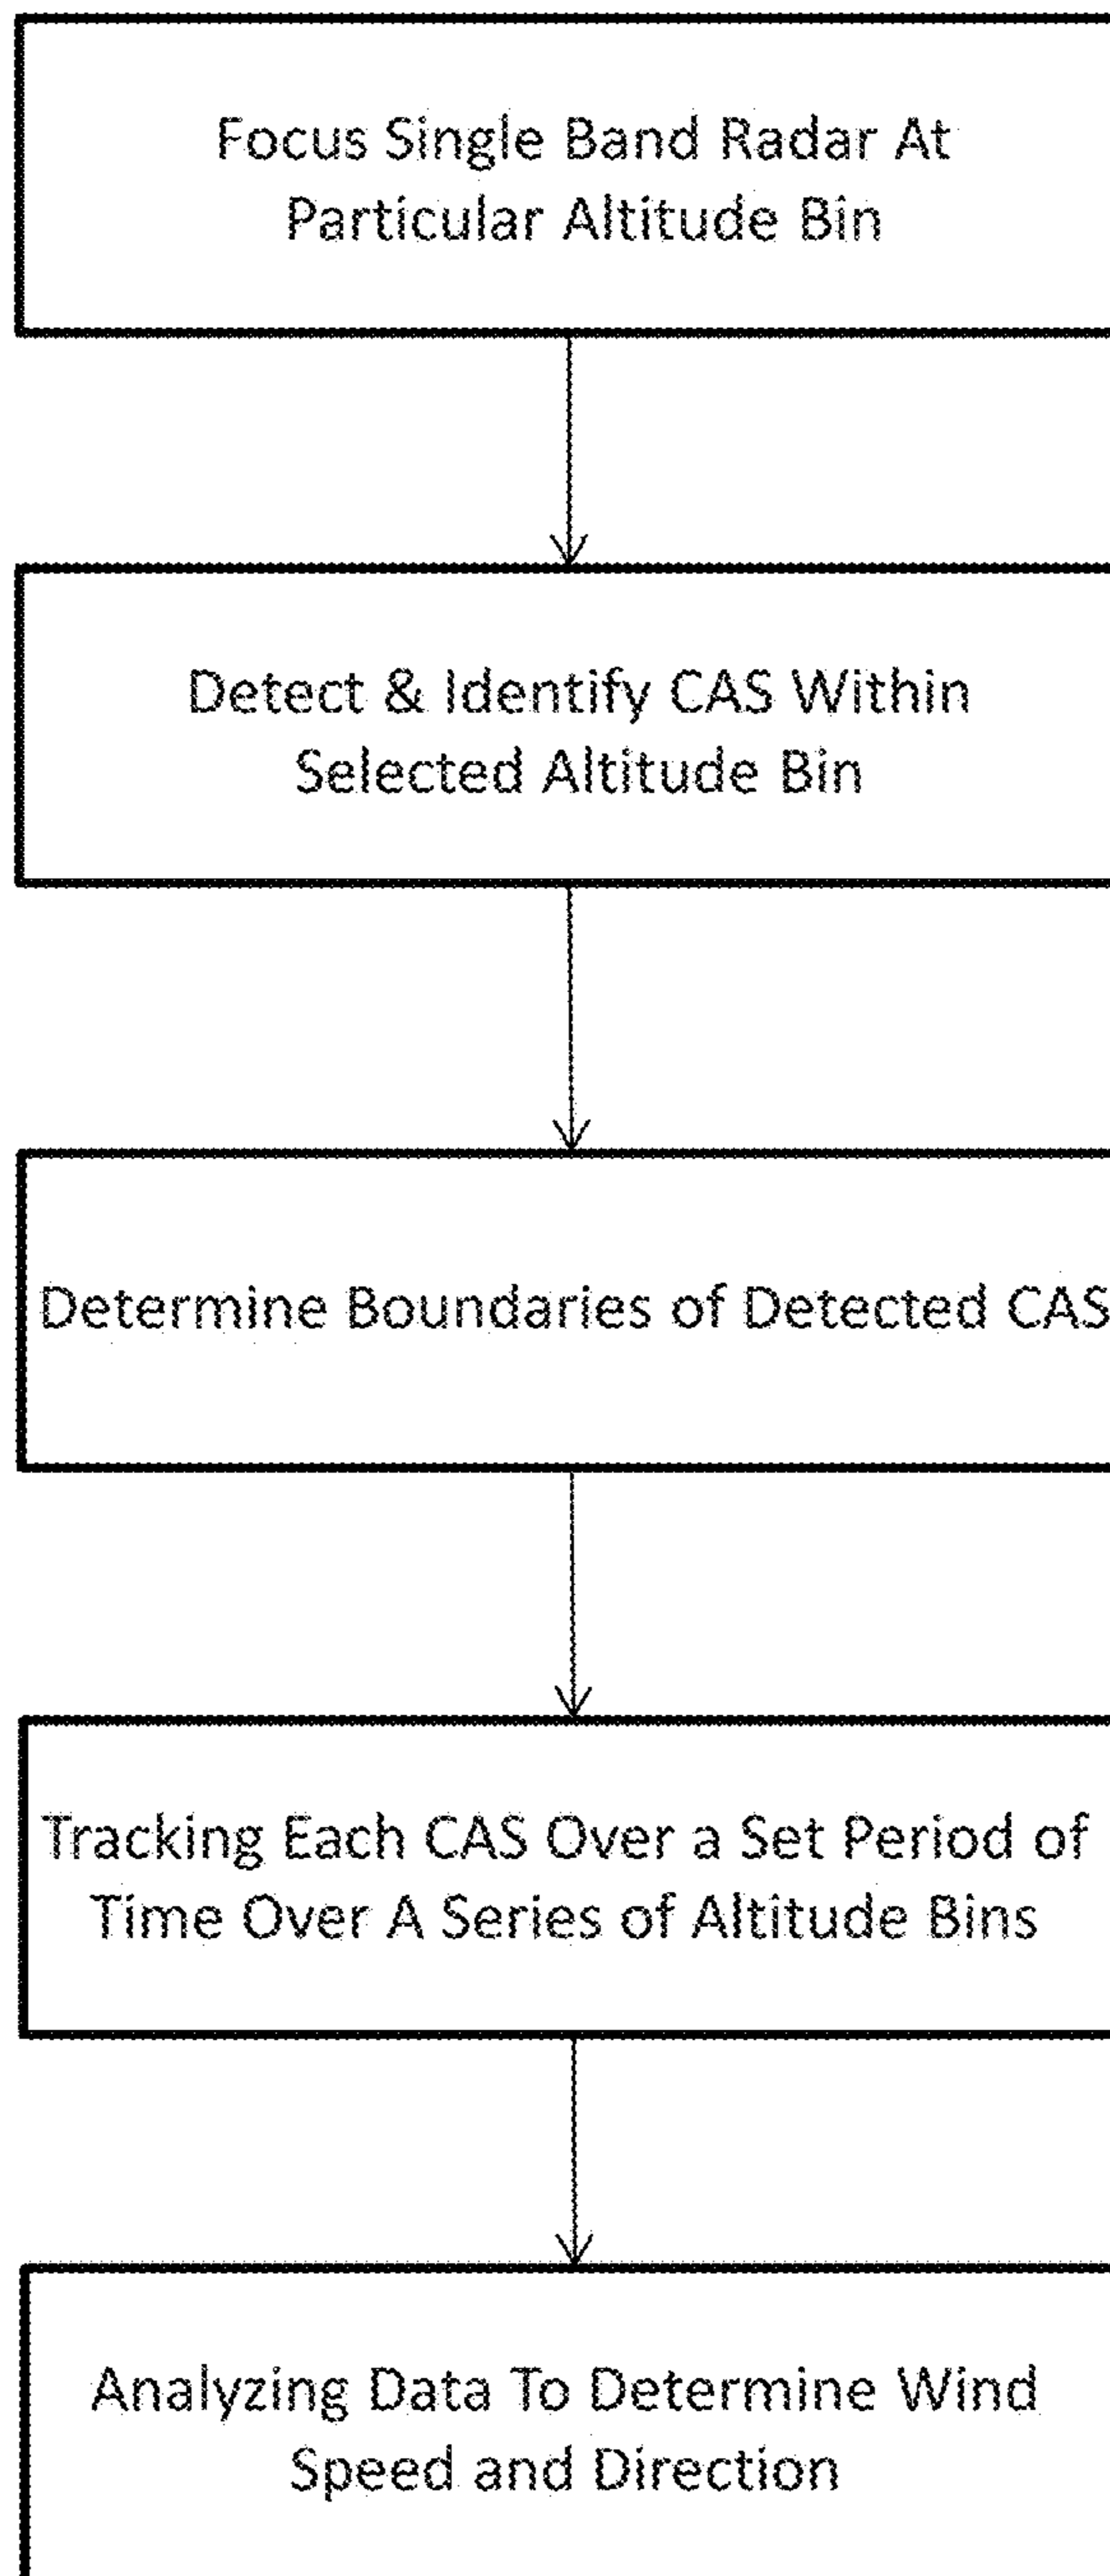 Focus Single Band Radar At
Particular Altitude Bin
Detect & Identify CAS Within
Selected Altitude Bin
Determine Boundaries of Detected CAS
Tracking Each CAS Over a Set Period of
Time Over A Series of Altitude Bins
Analyzing Data To Determine Wind
Speed and Direction